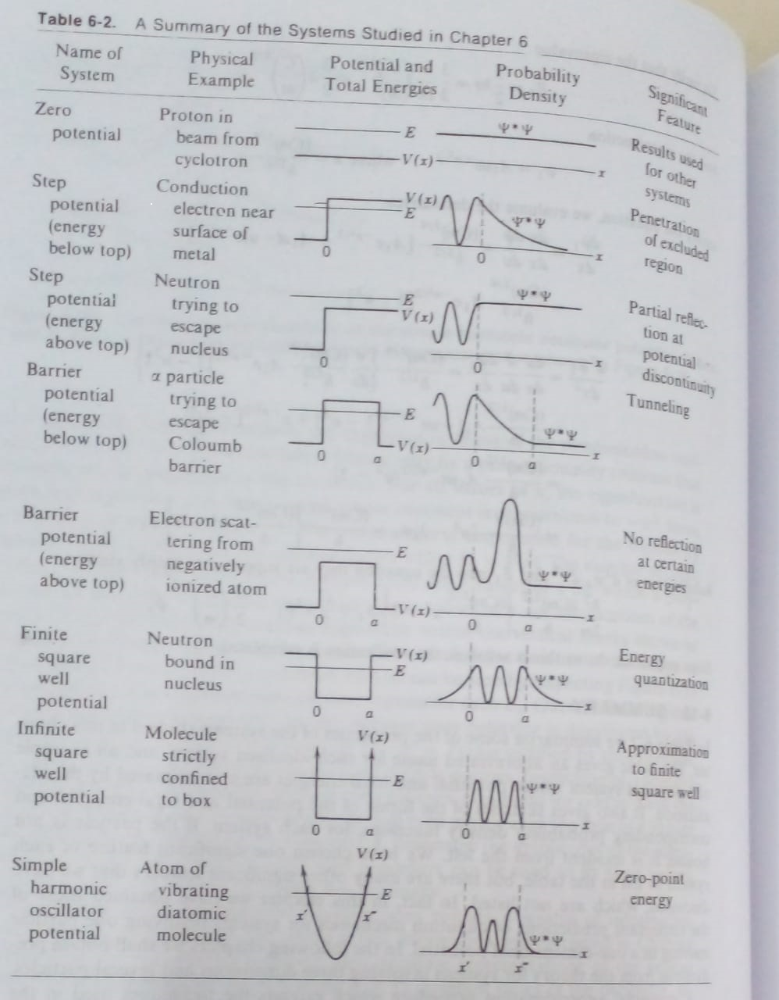 Table 6-2. A Summary of the Systems Studied in Chapter 6
Name of System
Physical Example
Potential and Total Energies
Probability Density
Significant Feature
Zero potential
Proton in beam from cyclotron
E
V(x)
Ψ*Ψ
x
Results used for other systems
Step potential (energy below top)
Conduction electron near surface of metal
V(x)
E
0
Ψ*Ψ
0
x
Penetration of excluded region
Step potential (energy above top)
Neutron trying to escape nucleus
E
V(x)
0
Ψ*Ψ
0
x
Partial reflec-
tion at potential discontinuity
Barrier potential (energy below top)
α particle trying to escape Coloumb barrier
E
V(x)
0
a
Ψ*Ψ
0
a
x
Tunneling
Barrier potential (energy above top)
Electron scat-
tering from negatively ionized atom
E
V(x)
0
a
Ψ*Ψ
0
a
x
No reflection at certain energies
Finite square well potential
Neutron bound in nucleus
V(x)
E
0
a
Ψ*Ψ
0
a
x
Energy quantization
Infinite square well potential
Molecule strictly confined to box
V(x)
E
0
a
Ψ*Ψ
0
a
x
Approximation to finite square well
Simple harmonic oscillator potential
Atom of vibrating diatomic molecule
V(x)
E
x'
x"
Ψ*Ψ
x'
x"
x
Zero-point energy